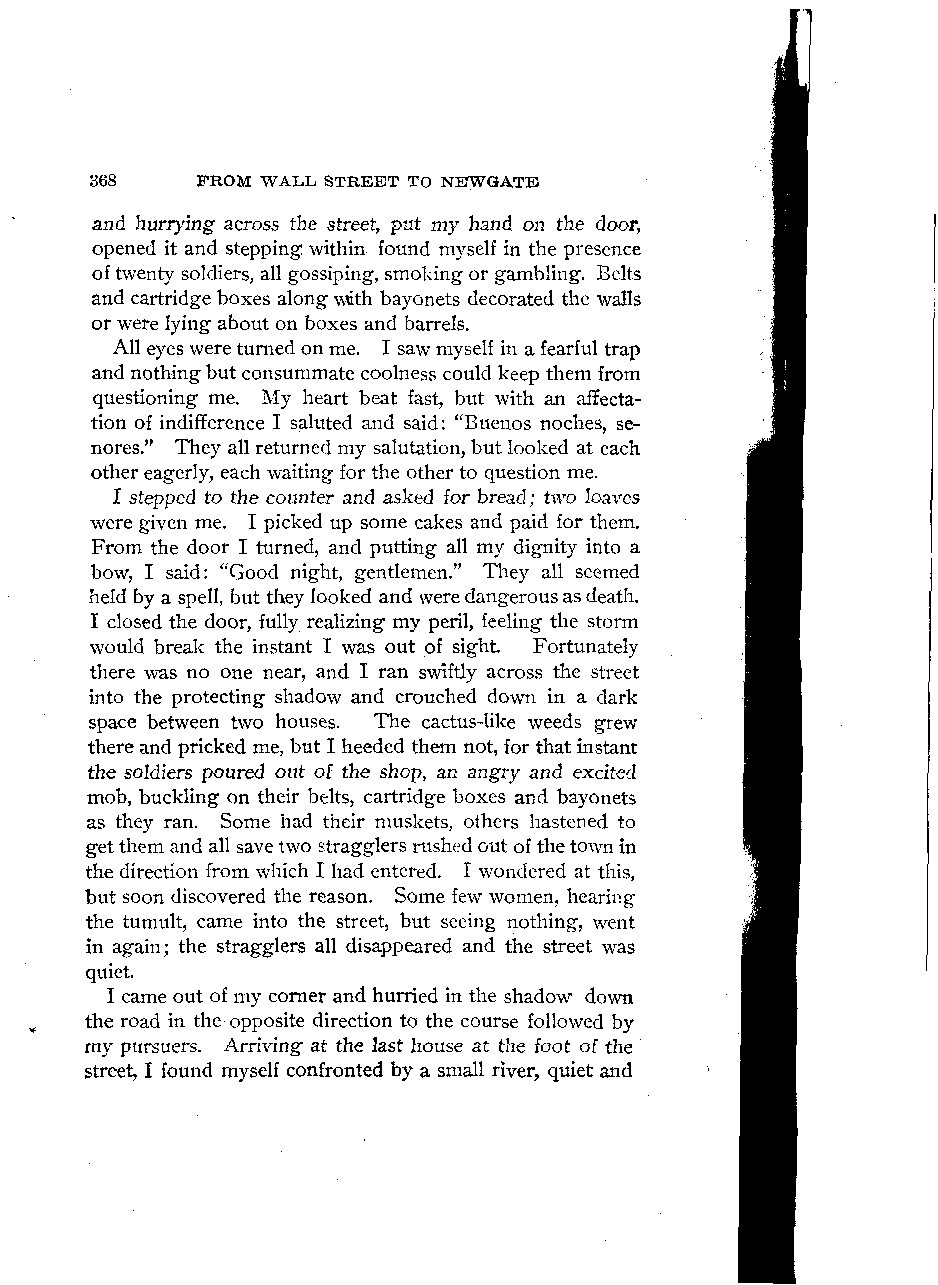 368 FROM WALL STREET TO NEWGATE
and hurrying across the street, put my hand on the door,
opened it and stepping within found myself in the presence
of twenty soldiers, all gossiping, smoking or gambling. Belts
and cartridge boxes along with bayonets decorated the walls
or were lying about on boxes and barrels.
All eyes were turned on me. I saw myself in a fearful trap
and nothing but consummate coolness could keep them from
questioning me. My heart beat fast, but with an affecta-
tion of indifference I saluted and said: "Buenos noches, se-
nores." They all returned my salutation, but looked at each
other eagerly, each waiting for the other to question me.
I stepped to the counter and asked for bread; two loaves
were given me. I picked up some cakes and paid for them.
From the door I turned, and putting all my dignity into a
bow, I said: "Good night, gentlemen." They all seemed
held by a spell, but they looked and were dangerous as death.
I closed the door, fully realizing my peril, feeling the storm
would break the instant I was out of sight. Fortunately
there was no one near, and I ran swiftly across the street
into the protecting shadow and crouched down in a dark
space between two houses. The cactus-like weeds grew
there and pricked me, but I heeded them not, for that instant
the soldiers poured out of the shop, an angry and excited
mob, buckling on their belts, cartridge boxes and bayonets
as they ran. Some had their muskets, others hastened to
get them and all save two stragglers rushed out of the town in
the direction from which I had entered. I wondered at this,
but soon discovered the reason. Some few women, hearing
the tumult, came into the street, but seeing nothing, went
in again; the stragglers all disappeared and the street was
quiet.
I came out of my corner and hurried in the shadow down
the road in the opposite direction to the course followed by
my pursuers. Arriving at the last house at the foot of the
street, I found myself confronted by a small river, quiet and